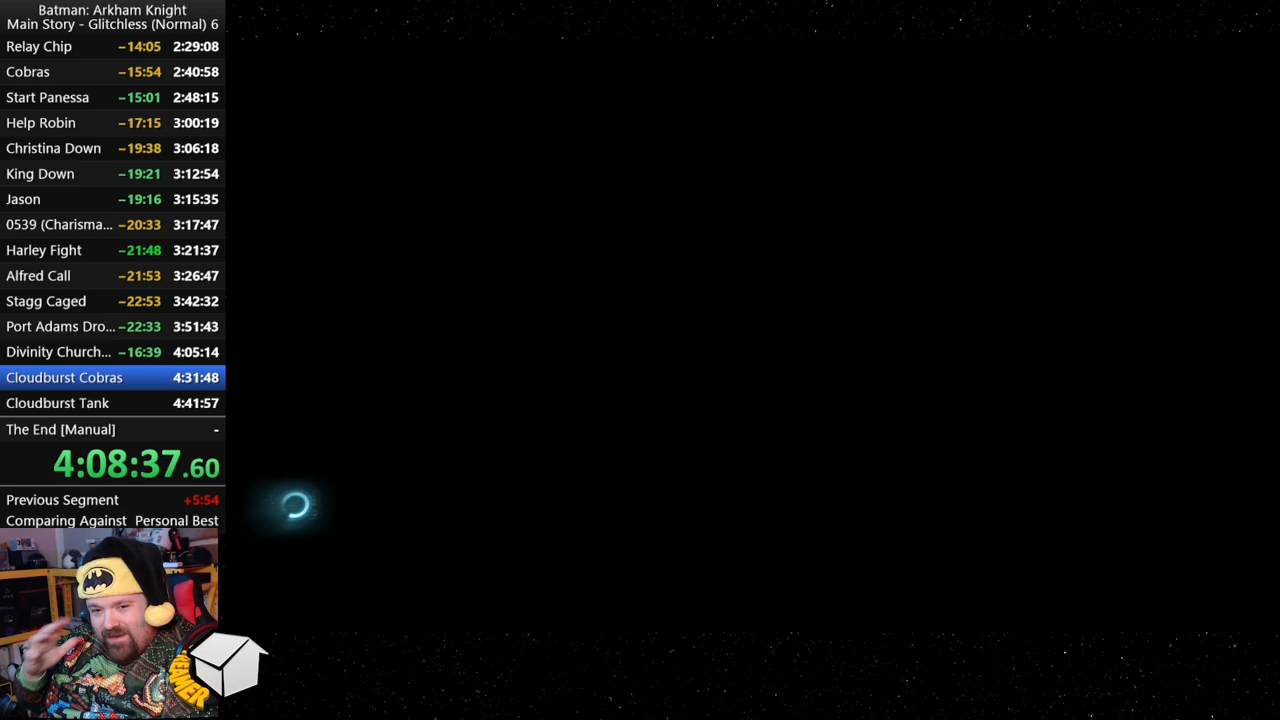 Batman: Arkham Knight
Main Story - Glitchless (Normal) 6
Relay Chip -14:05 2:29:08
Cobras -15:54 2:40:58
Start Panessa -15:01 2:48:15
Help Robin -17:15 3:00:19
Christina Down -19:38 3:06:18
King Down -19:21 3:12:54
Jason -19:16 3:15:35
0539 (Charisma... -20:33 3:17:47
Harley Fight -21:48 3:21:37
Alfred Call -21:53 3:26:47
Stagg Caged -22:53 3:42:32
Port Adams Dro... -22:33 3:51:43
Divinity Church... -16:39 4:05:14
Cloudburst Cobras 4:31:48
Cloudburst Tank 4:41:57
The End [Manual] -
4:08:37.60
Previous Segment +5:54
Comparing Against Personal Best